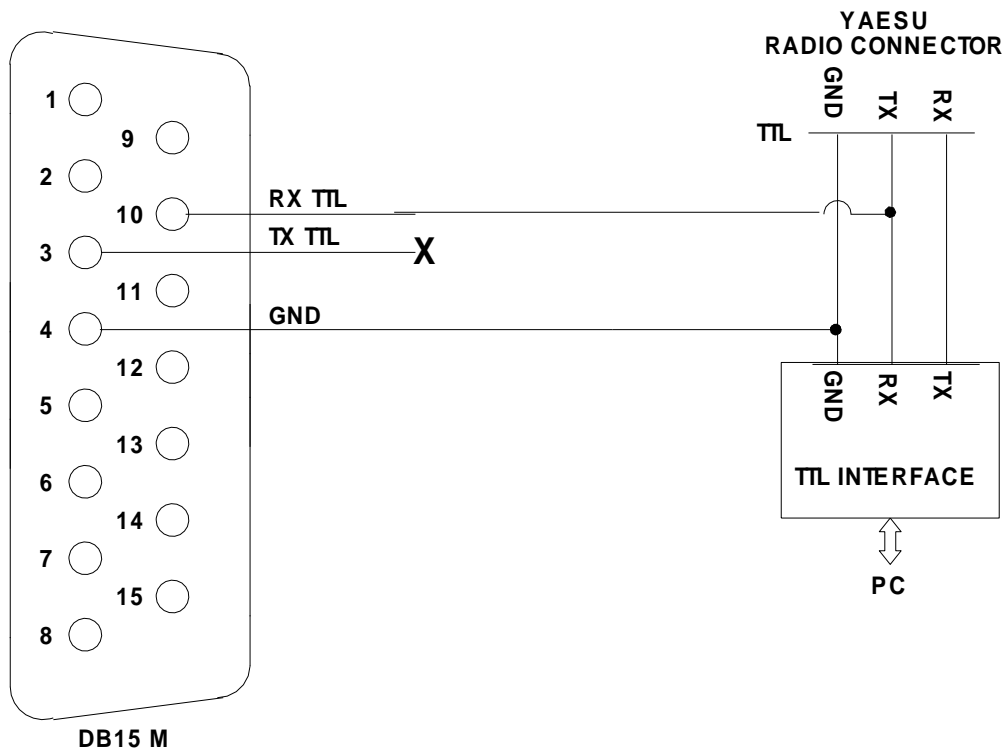 YAESU
RADIO CONNECTOR
GND TX RX
TTL
1
9
2
10
RX TTL
TX TTL
X
3
11
4
GND
12
5
13
6
14
7
15
8
GND RX TX
TTL INTERFACE
PC
DB15 M